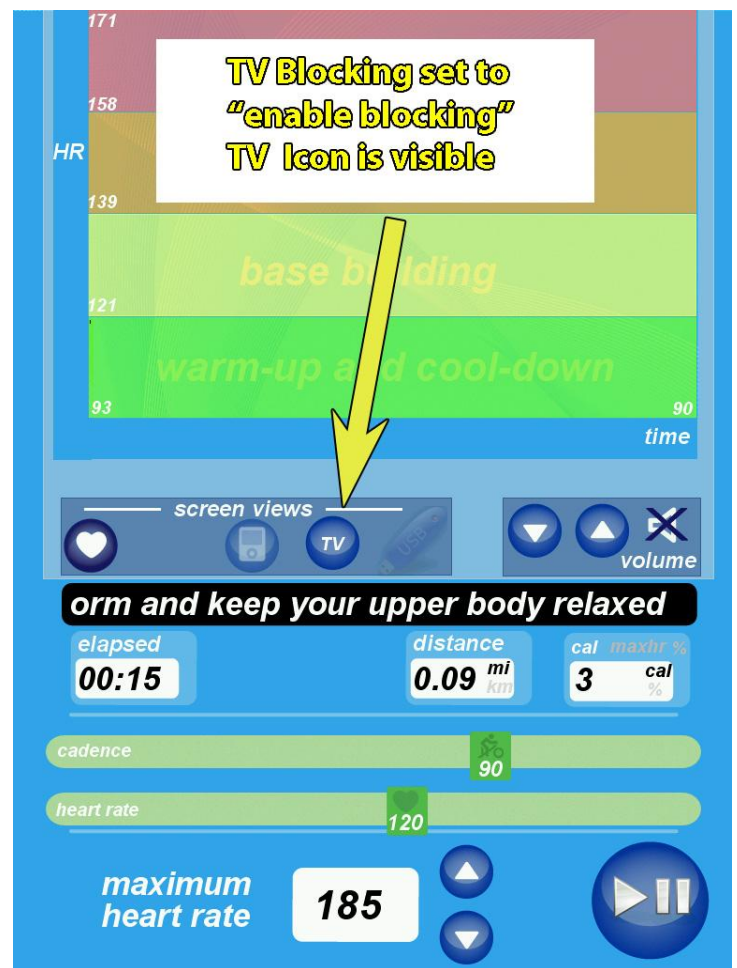 171
TV Blocking set to
“enable blocking”
TV Icon is visible
158
HR
139
base building
121
warm-up and cool-down
93
90
time
screen views
TV
USB
volume
orm and keep your upper body relaxed
elapsed
00:15
distance
0.09 mi
km
cal maxhr %
3 cal
%
cadence
90
heart rate
120
maximum
heart rate
185